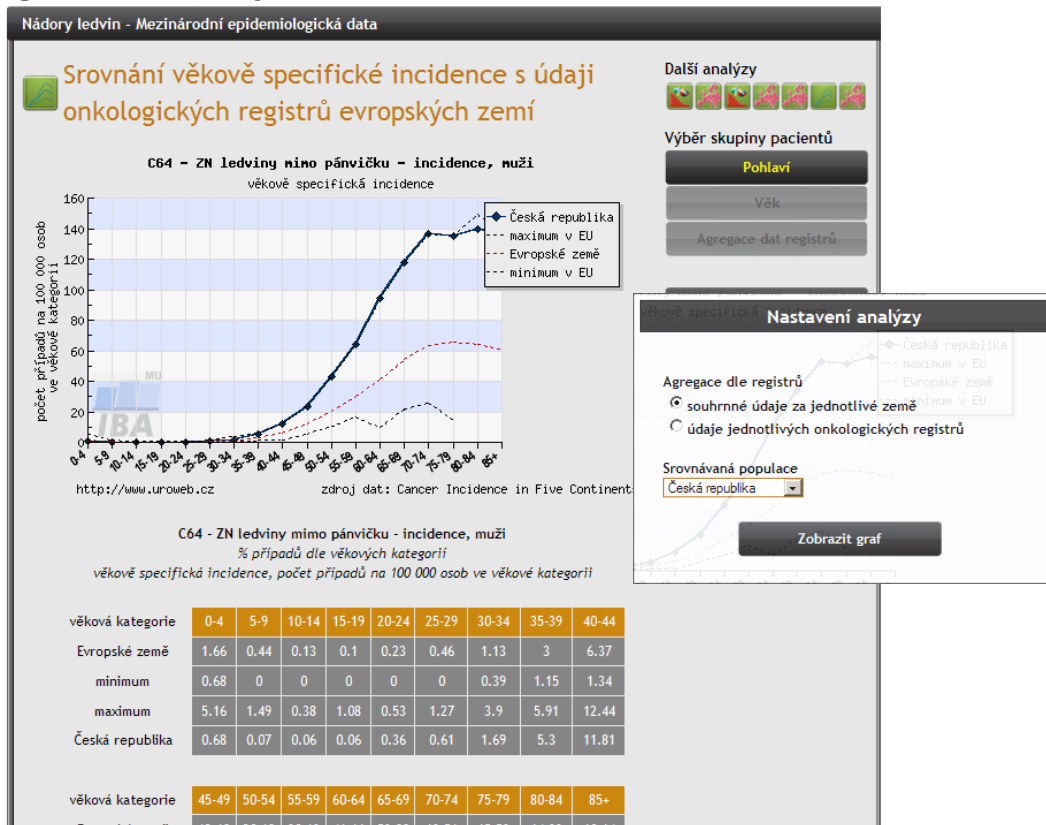 Nádory ledvin - Mezinárodní epidemiologická data
Srovnání věkově specifické incidence s údaji
onkologických registrů evropských zemí
C64 - ZN ledviny mimo pánvičku - incidence, muži
věkově specifická incidence
počet případů na 100 000 osob
ve věkové kategorii
160
140
120
100
80
60
40
20
0
Česká republika
maximum v EU
Evropské země
minimum v EU
MU
IBA
0-4 5-9 10-14 15-19 20-24 25-29 30-34 35-39 40-44 45-48 50-54 55-59 60-64 65-69 70-74 75-79 80-84 85+
http://www.uroweb.cz zdroj dat: Cancer Incidence in Five Continent
C64 - ZN ledviny mimo pánvičku - incidence, muži
% případů dle věkových kategorií
věkově specifická incidence, počet případů na 100 000 osob ve věkové kategorii
věková kategorie 0-4 5-9 10-14 15-19 20-24 25-29 30-34 35-39 40-44
Evropské země 1.66 0.44 0.13 0.1 0.23 0.46 1.13 3 6.37
minimum 0.68 0 0 0 0 0 0.39 1.15 1.34
maximum 5.16 1.49 0.38 1.08 0.53 1.27 3.9 5.91 12.44
Česká republika 0.68 0.07 0.06 0.06 0.36 0.61 1.69 5.3 11.81
věková kategorie 45-49 50-54 55-59 60-64 65-69 70-74 75-79 80-84 85+
Další analýzy
Výběr skupiny pacientů
Pohlaví
Věk
Agregace dat registrů
Nastavení analýzy
věkově specifická
Česká republika
maximum v EU
Evropské země
minimum v EU
Agregace dle registrů
souhrnné údaje za jednotlivé země
údaje jednotlivých onkologických registrů
Srovnávaná populace
Česká republika
Zobrazit graf